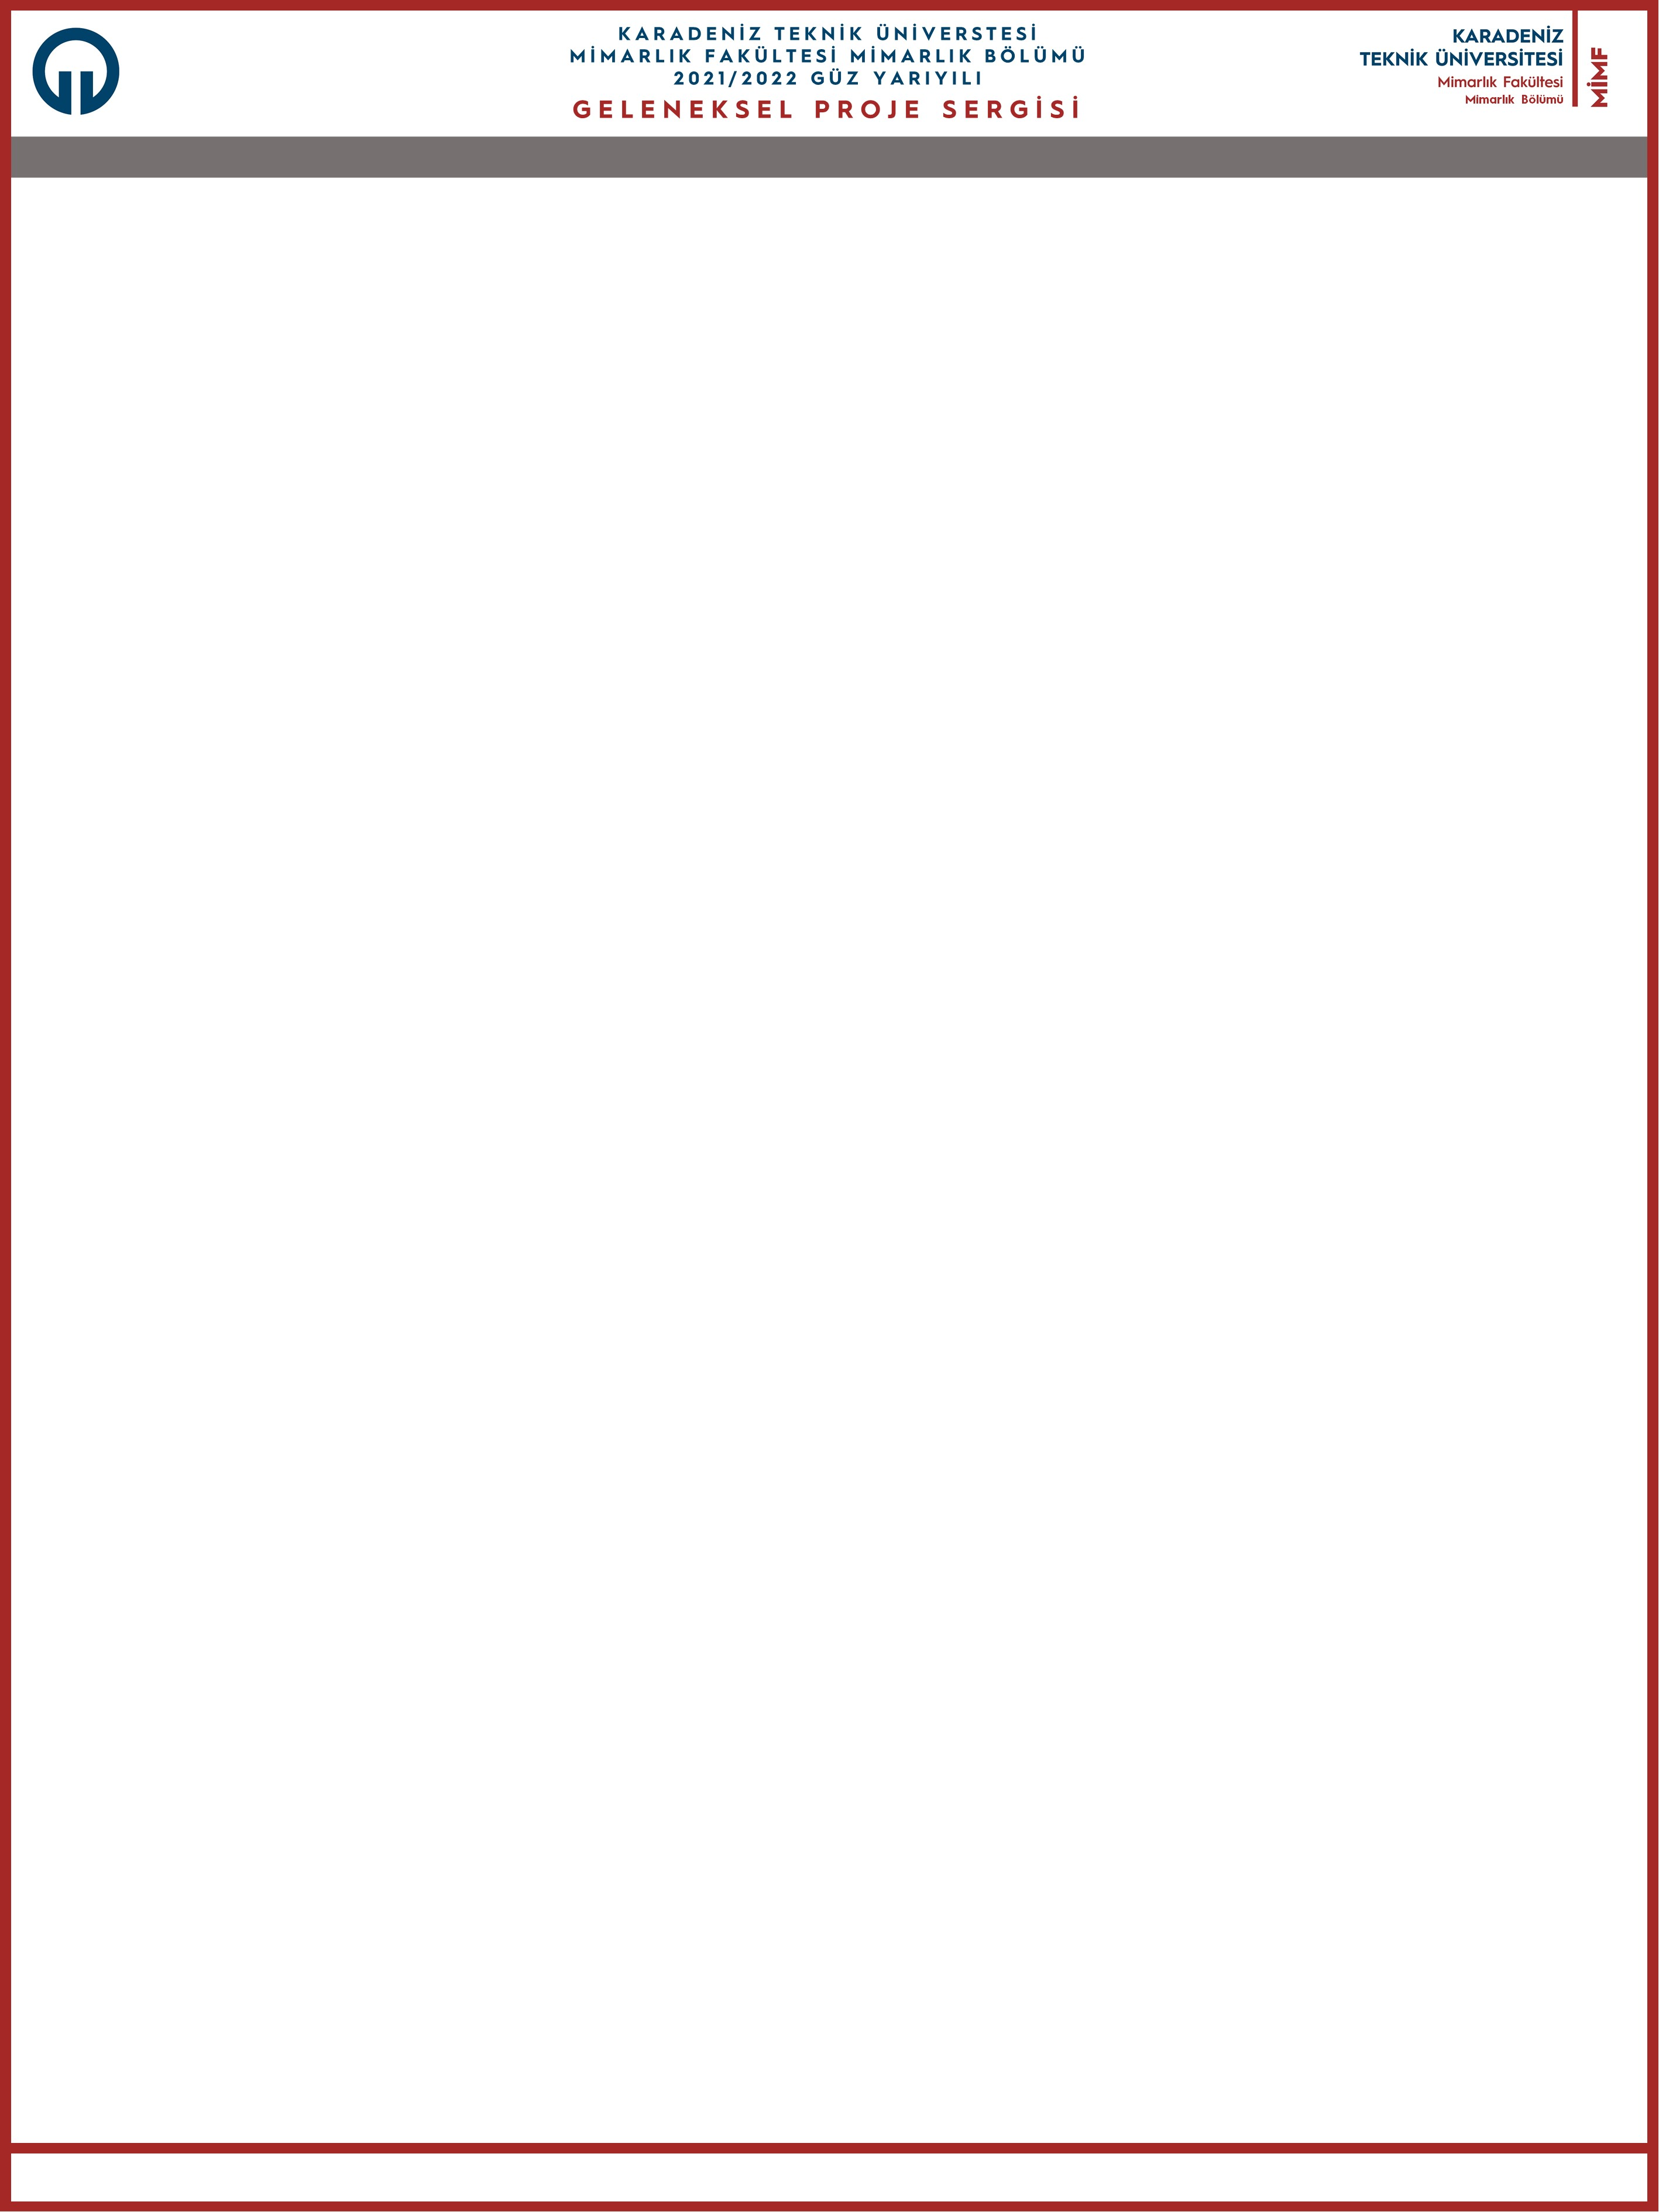 KARADENİZ TEKNİK ÜNİVERSTESİ
MİMARLIK FAKÜLTESİ MİMARLIK BÖLÜMÜ
2021/2022 GÜZ YARIYILI
GELENEKSEL PROJE SERGİSİ
KARADENİZ
TEKNİK ÜNİVERSİTESİ
Mimarlık Fakültesi
Mimarlık Bölümü
MİMF